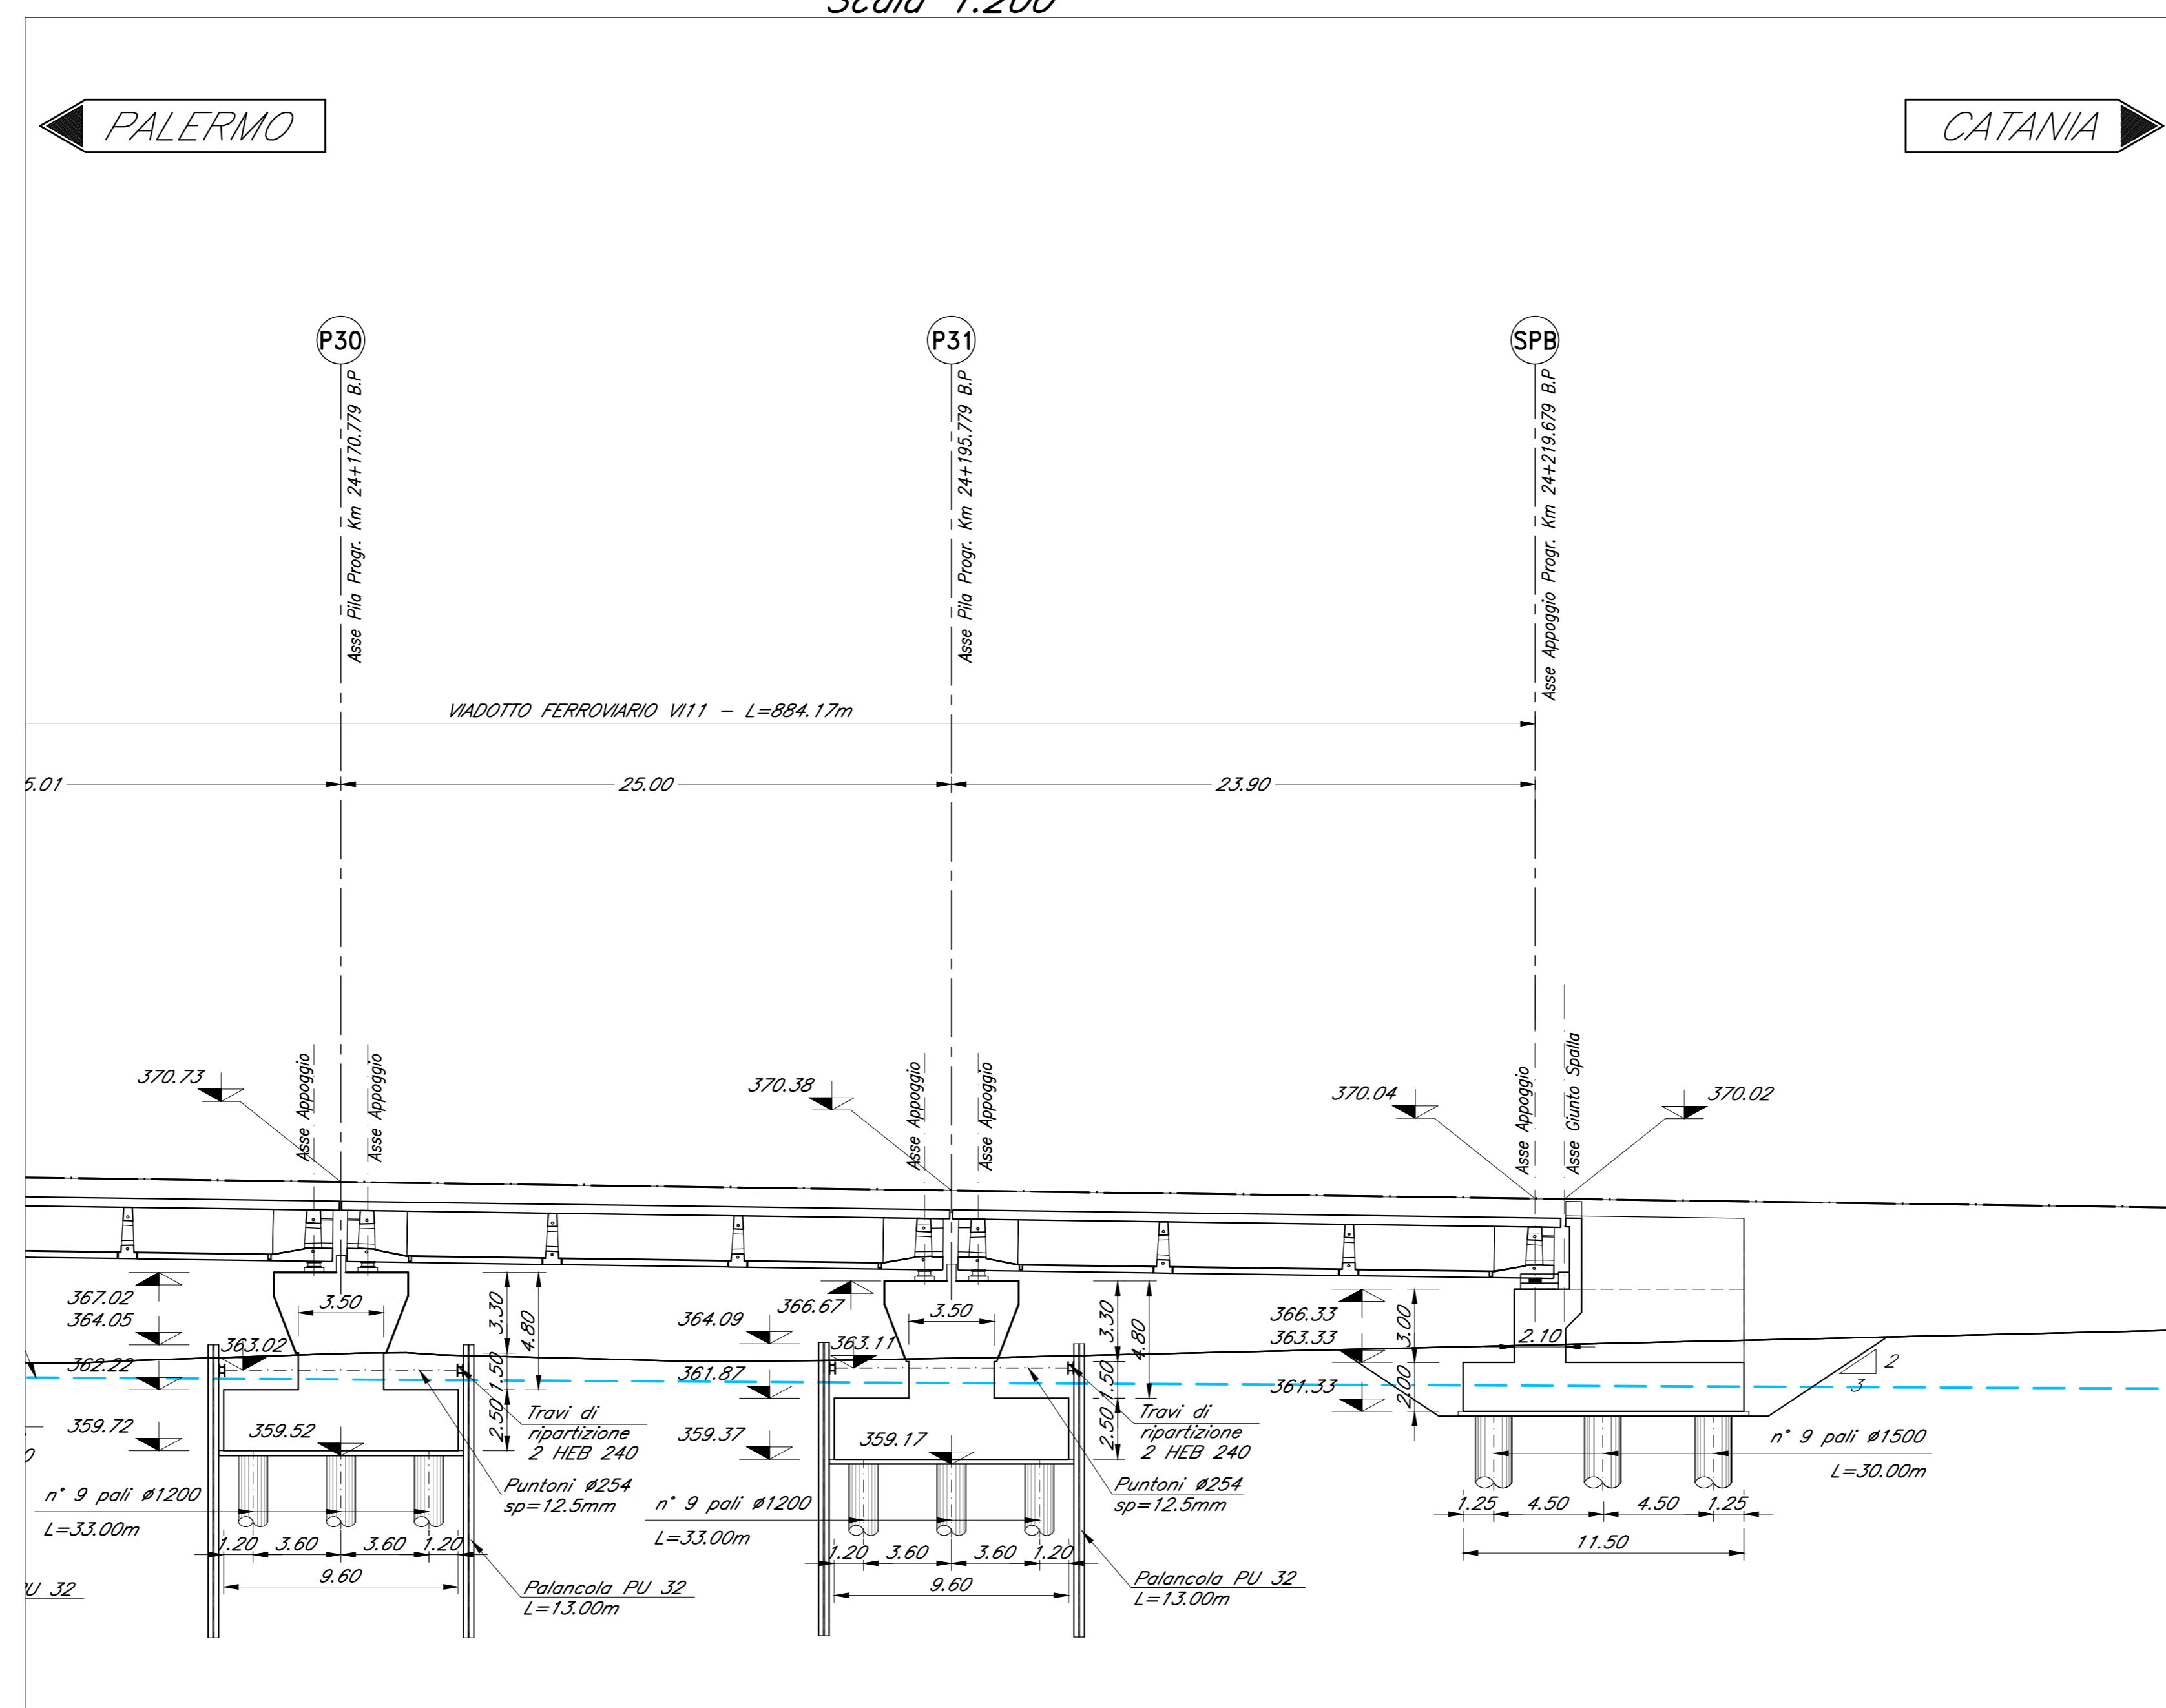 Scala 1:200
PALERMO
CATANIA
P30
P31
SPB
Asse Pila Progr. Km 24+170.779 B.P
Asse Pila Progr. Km 24+195.779 B.P
Asse Appoggio Progr. Km 24+219.679 B.P
VIADOTTO FERROVIARIO VI11 - L=884.17m
5.01
25.00
23.90
Asse Appoggio
Asse Appoggio
Asse Appoggio
Asse Appoggio
Asse Appoggio
Asse Giunto Spalla
370.73
370.38
370.04
370.02
367.02
364.05
363.02
362.22
359.72
359.52
3.50
3.30
4.80
1.50
2.50
Travi di
ripartizione
2 HEB 240
Puntoni ø254
sp=12.5mm
n° 9 pali ø1200
L=33.00m
1.20
3.60
3.60
1.20
9.60
Palancola PU 32
L=13.00m
PU 32
0
366.67
364.09
363.11
361.87
359.37
359.17
3.50
3.30
4.80
1.50
2.50
Travi di
ripartizione
2 HEB 240
Puntoni ø254
sp=12.5mm
n° 9 pali ø1200
L=33.00m
1.20
3.60
3.60
1.20
9.60
Palancola PU 32
L=13.00m
366.33
363.33
361.33
3.00
2.00
2.10
2
3
n° 9 pali ø1500
L=30.00m
1.25
4.50
4.50
1.25
11.50